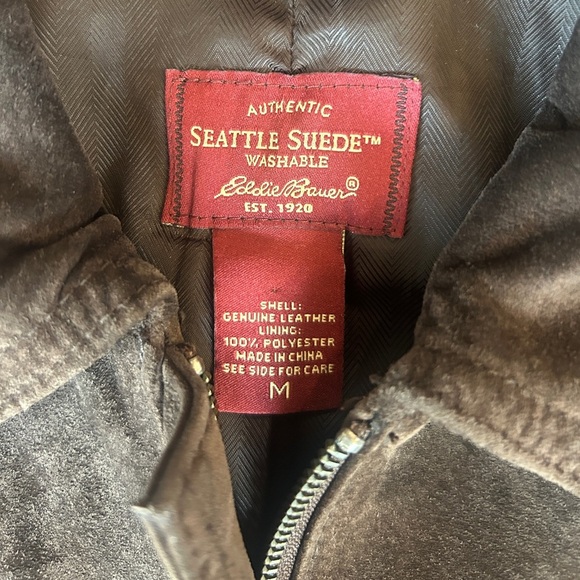 AUTHENTIC
SEATTLE SUEDE™
WASHABLE
Eddie Bauer®
EST. 1920
SHELL:
GENUINE LEATHER
LINING:
100% POLYESTER
MADE IN CHINA
SEE SIDE FOR CARE
M